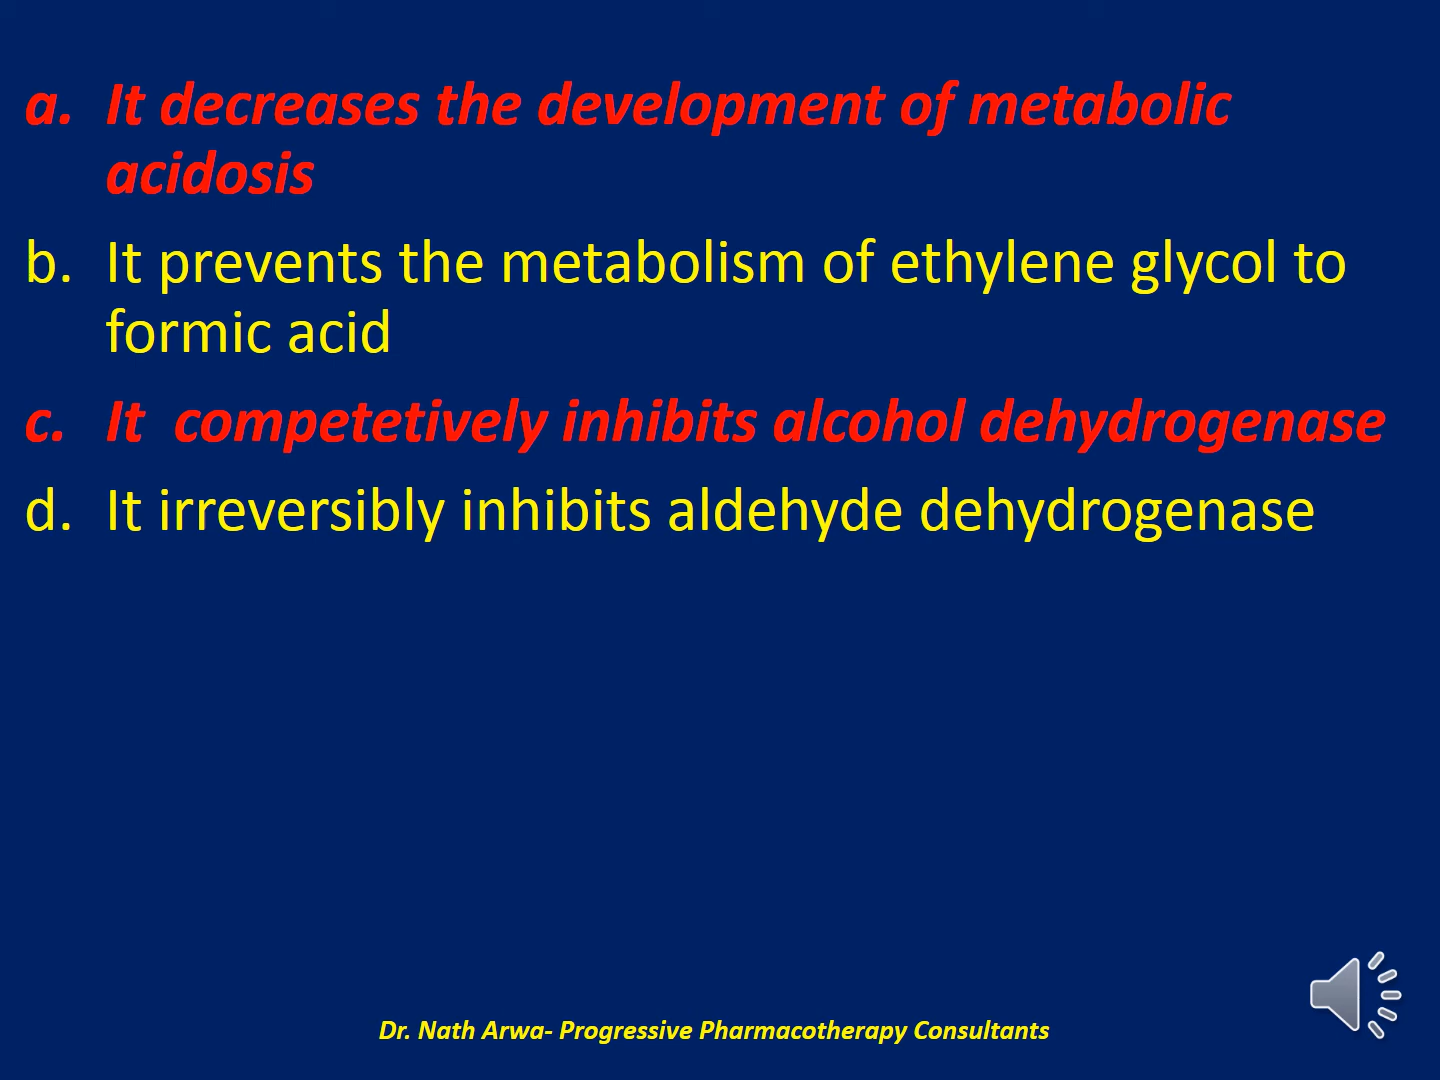 a. It decreases the development of metabolic
acidosis
b. It prevents the metabolism of ethylene glycol to
formic acid
c. It  competetively inhibits alcohol dehydrogenase
d. It irreversibly inhibits aldehyde dehydrogenase
Dr. Nath Arwa- Progressive Pharmacotherapy Consultants